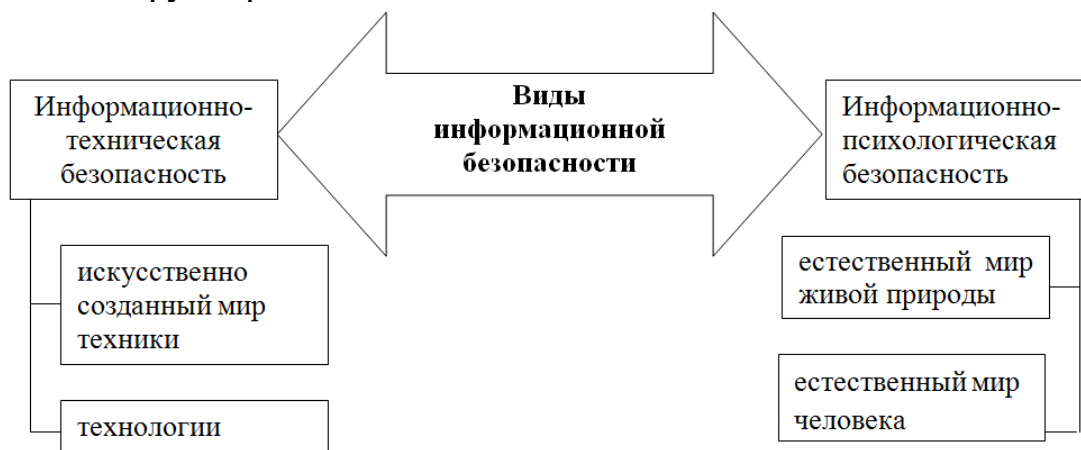 Виды
информационной
безопасности
Информационно-
техническая
безопасность
искусственно
созданный мир
техники
технологии
Информационно-
психологическая
безопасность
естественный мир
живой природы
естественный мир
человека